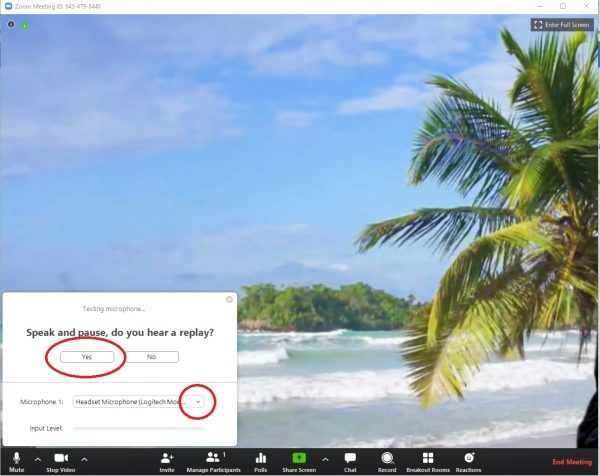 Zoom Meeting ID: 643-479-8440
Enter Full Screen
Testing microphone...
Speak and pause, do you hear a replay?
Yes No
Microphone 1: Headset Microphone (Logitech Mon...
Input Level:
Mute Stop Video Invite Manage Participants 1 Polls Share Screen Chat Record Breakout Rooms Reactions End Meeting